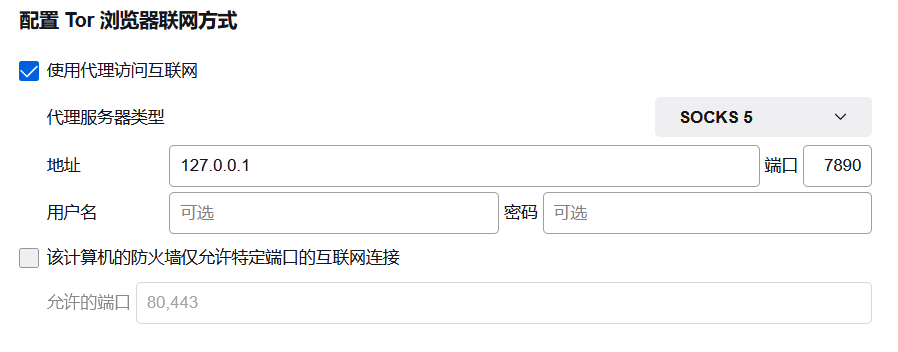 配置 Tor 浏览器联网方式
使用代理访问互联网
代理服务器类型 SOCKS 5
地址 127.0.0.1 端口 7890
用户名 可选 密码 可选
该计算机的防火墙仅允许特定端口的互联网连接
允许的端口 80,443